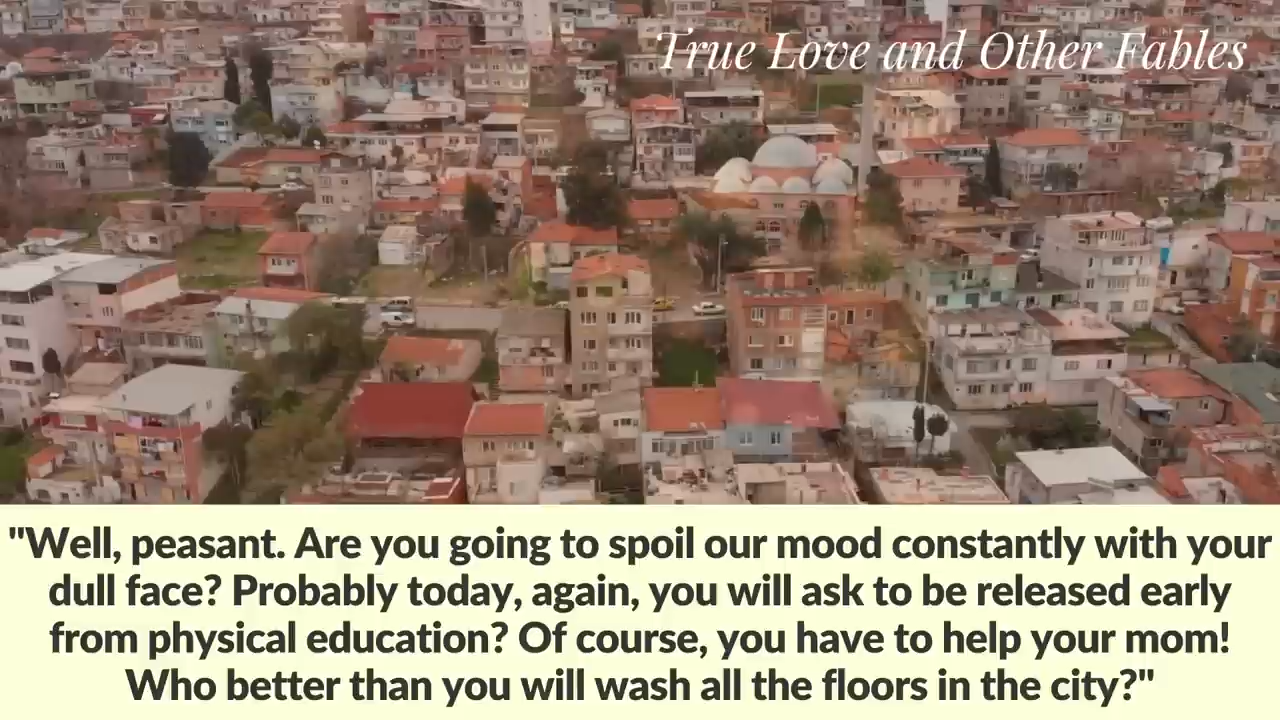 True Love and Other Fables
"Well, peasant. Are you going to spoil our mood constantly with your
dull face? Probably today, again, you will ask to be released early
from physical education? Of course, you have to help your mom!
Who better than you will wash all the floors in the city?"